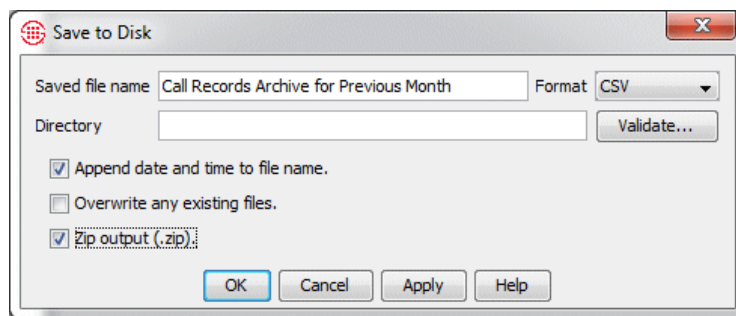 Save to Disk
Saved file name Call Records Archive for Previous Month Format CSV
Directory Validate...
Append date and time to file name.
Overwrite any existing files.
Zip output (.zip).
OK Cancel Apply Help